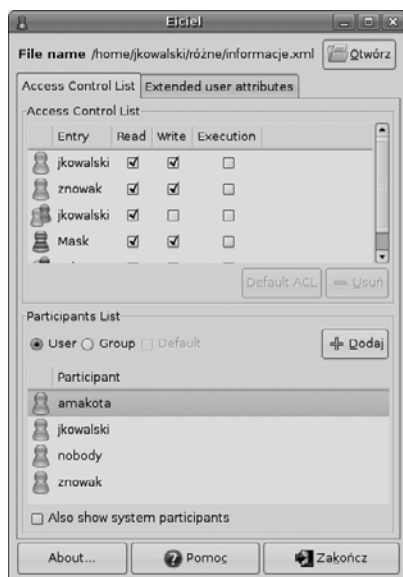 Eiciel
File name /home/jkowalski/różne/informacje.xml Otwórz
Access Control List Extended user attributes
Access Control List
Entry Read Write Execution
jkowalski
znowak
jkowalski
Mask
Default ACL Usuń
Participants List
User Group Default Dodaj
Participant
amakota
jkowalski
nobody
znowak
Also show system participants
About... Pomoc Zakończ